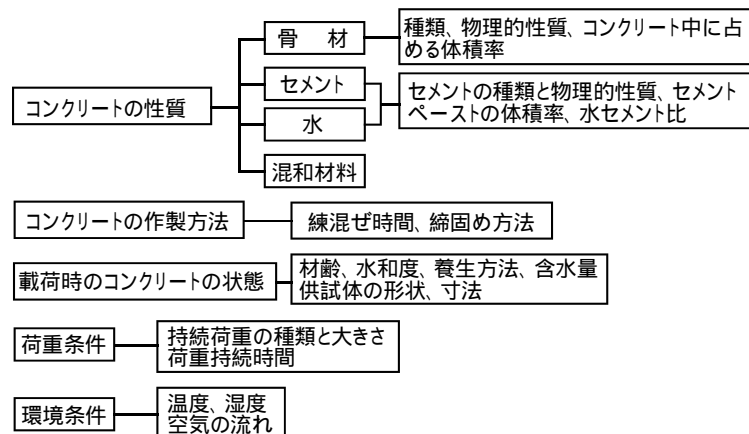 骨　材
種類、物理的性質、コンクリート中に占
める体積率
セメント
コンクリートの性質
セメントの種類と物理的性質、セメント
ペーストの体積率、水セメント比
水
混和材料
コンクリートの作製方法
練混ぜ時間、締固め方法
載荷時のコンクリートの状態
材齢、水和度、養生方法、含水量
供試体の形状、寸法
荷重条件
持続荷重の種類と大きさ
荷重持続時間
環境条件
温度、湿度
空気の流れ